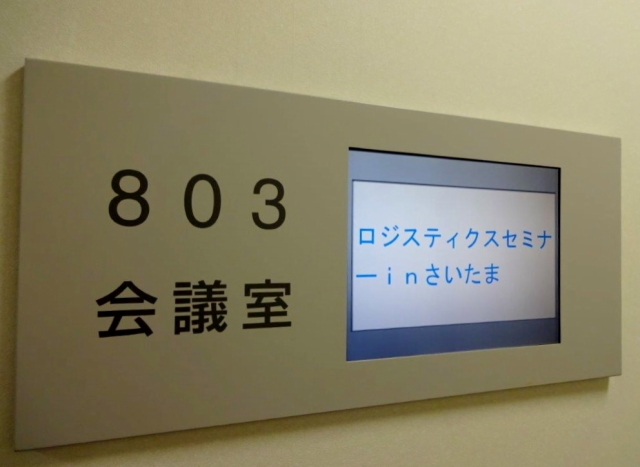 803
会議室
ロジスティクスセミナ
ーinさいたま